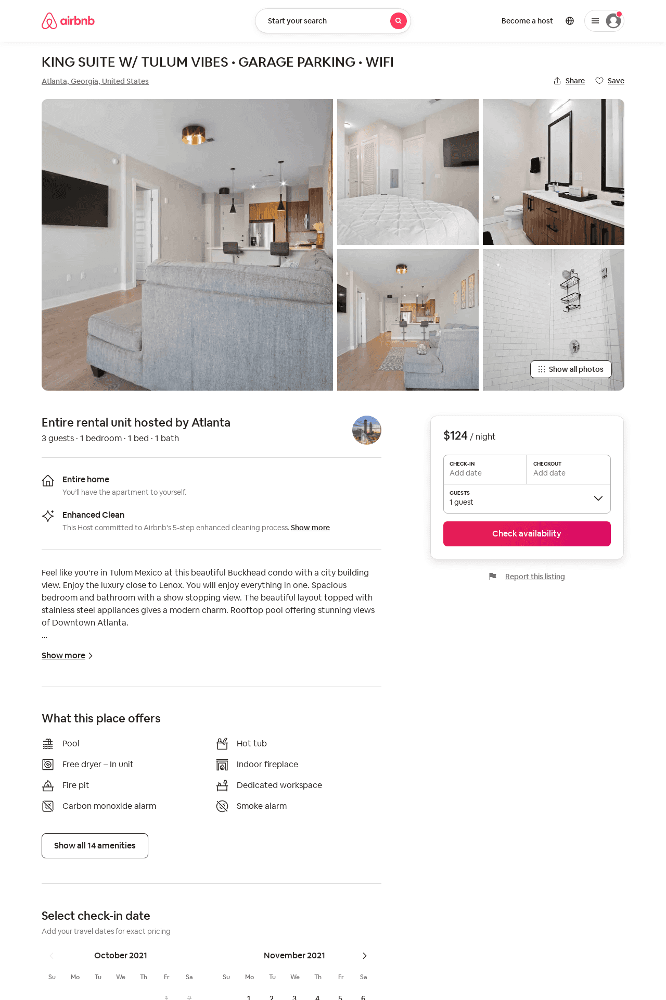 airbnb
Start your search
Become a host
KING SUITE W/ TULUM VIBES • GARAGE PARKING • WIFI
Atlanta, Georgia, United States
Share
Save
Show all photos
Entire rental unit hosted by Atlanta
3 guests · 1 bedroom · 1 bed · 1 bath
Entire home
You’ll have the apartment to yourself.
Enhanced Clean
This Host committed to Airbnb's 5-step enhanced cleaning process. Show more
$124 / night
CHECK-IN
Add date
CHECKOUT
Add date
GUESTS
1 guest
Check availability
Report this listing
Feel like you’re in Tulum Mexico at this beautiful Buckhead condo with a city building
view. Enjoy the luxury close to Lenox. You will enjoy everything in one. Spacious
bedroom and bathroom with a show stopping view. The beautiful layout topped with
stainless steel appliances gives a modern charm. Rooftop pool offering stunning views
of Downtown Atlanta.
...
Show more
What this place offers
Pool
Hot tub
Free dryer – In unit
Indoor fireplace
Fire pit
Dedicated workspace
Carbon monoxide alarm
Smoke alarm
Show all 14 amenities
Select check-in date
Add your travel dates for exact pricing
October 2021
November 2021
Su Mo Tu We Th Fr Sa
Su Mo Tu We Th Fr Sa
1 2
1 2 3 4 5 6